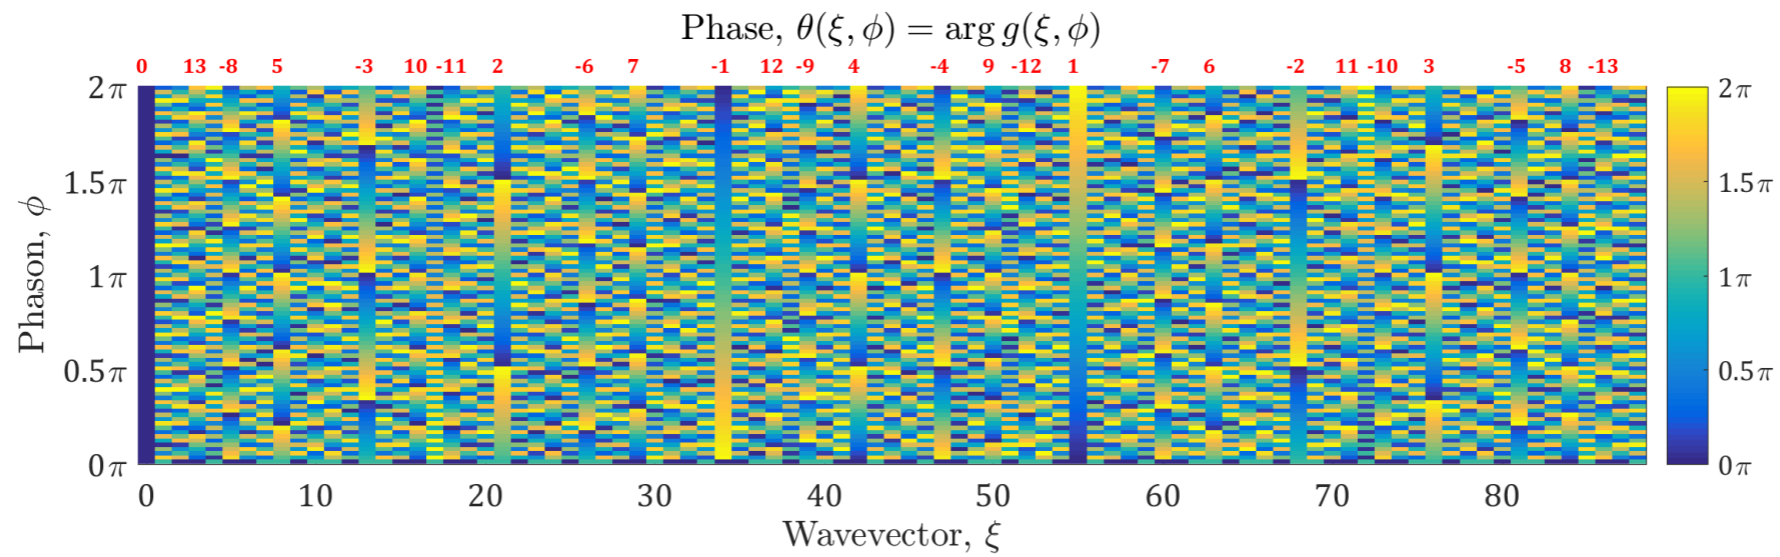 Phase, θ(ξ, ϕ) = arg g(ξ, ϕ)
0 13 -8 5 -3 10 -11 2 -6 7 -1 12 -9 4 -4 9 -12 1 -7 6 -2 11 -10 3 -5 8 -13
2π
1.5π
1π
0.5π
0π
Phason, ϕ
0 10 20 30 40 50 60 70 80
Wavevector, ξ
2π
1.5π
1π
0.5π
0π